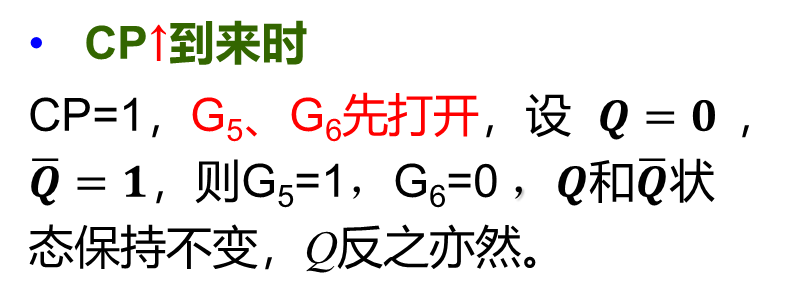 • CP↑到来时
CP=1，G₅、G₆先打开，设 Q = 0 ，
Q̅ = 1，则G₅=1，G₆=0 ，Q和Q̅状
态保持不变，Q反之亦然。